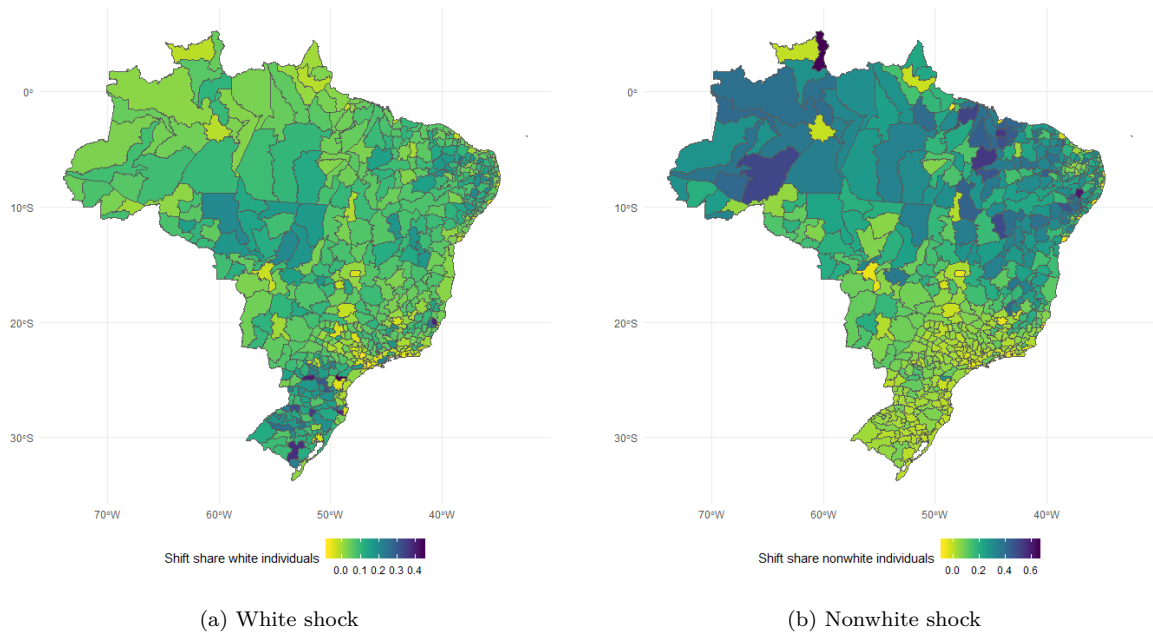 0°
10°S
20°S
30°S
70°W 60°W 50°W 40°W
Shift share white individuals
0.0 0.1 0.2 0.3 0.4
(a) White shock
0°
10°S
20°S
30°S
70°W 60°W 50°W 40°W
Shift share nonwhite individuals
0.0 0.2 0.4 0.6
(b) Nonwhite shock